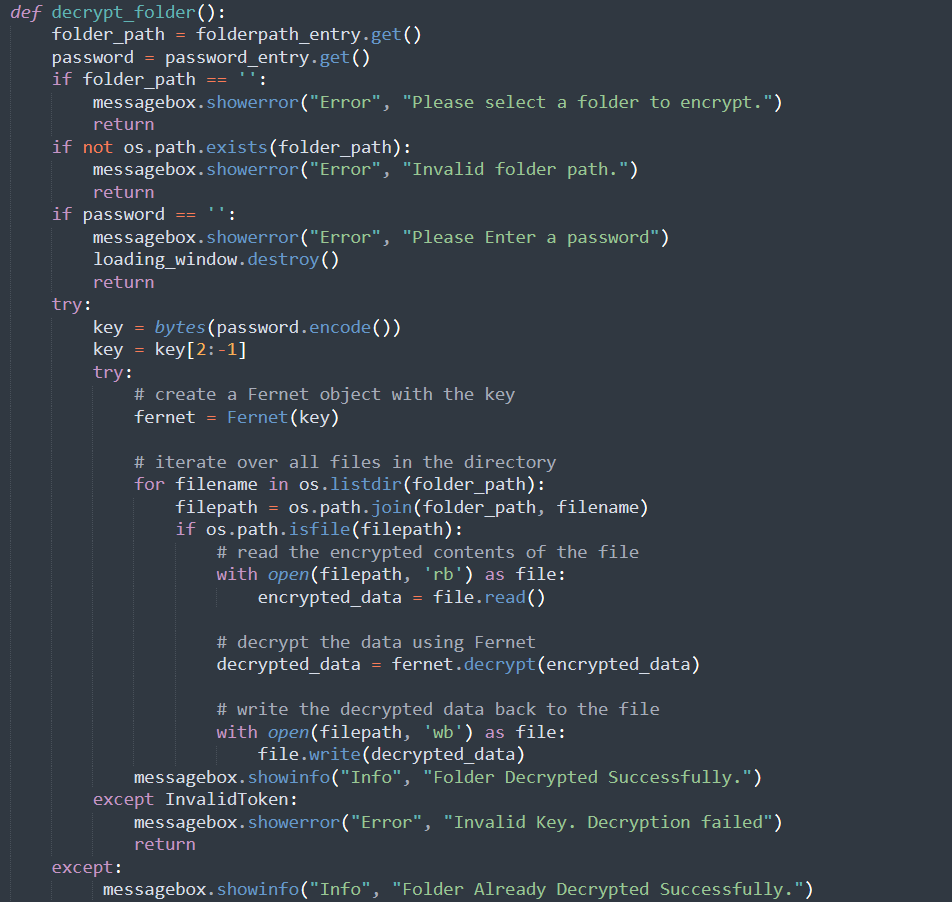 def decrypt_folder():
    folder_path = folderpath_entry.get()
    password = password_entry.get()
    if folder_path == '':
        messagebox.showerror("Error", "Please select a folder to encrypt.")
        return
    if not os.path.exists(folder_path):
        messagebox.showerror("Error", "Invalid folder path.")
        return
    if password == '':
        messagebox.showerror("Error", "Please Enter a password")
        loading_window.destroy()
        return
    try:
        key = bytes(password.encode())
        key = key[2:-1]
        try:
            # create a Fernet object with the key
            fernet = Fernet(key)

            # iterate over all files in the directory
            for filename in os.listdir(folder_path):
                filepath = os.path.join(folder_path, filename)
                if os.path.isfile(filepath):
                    # read the encrypted contents of the file
                    with open(filepath, 'rb') as file:
                        encrypted_data = file.read()

                    # decrypt the data using Fernet
                    decrypted_data = fernet.decrypt(encrypted_data)

                    # write the decrypted data back to the file
                    with open(filepath, 'wb') as file:
                        file.write(decrypted_data)
            messagebox.showinfo("Info", "Folder Decrypted Successfully.")
        except InvalidToken:
            messagebox.showerror("Error", "Invalid Key. Decryption failed")
            return
    except:
         messagebox.showinfo("Info", "Folder Already Decrypted Successfully.")